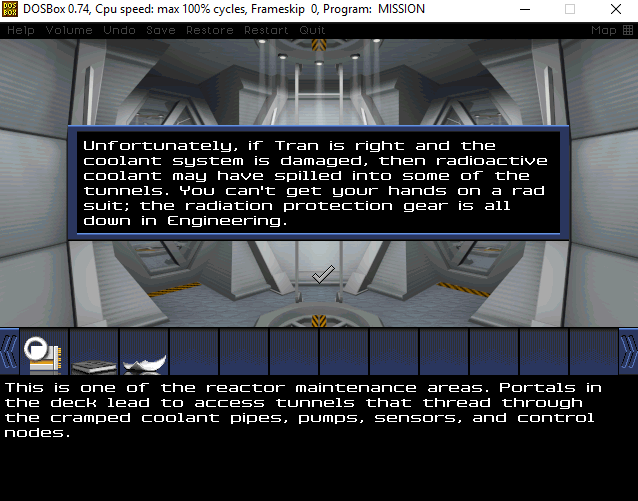 DOSBox 0.74, Cpu speed: max 100% cycles, Frameskip 0, Program: MISSION
Help Volume Undo Save Restore Restart Quit Map
Unfortunately, if Tran is right and the
coolant system is damaged, then radioactive
coolant may have spilled into some of the
tunnels. You can't get your hands on a rad
suit; the radiation protection gear is all
down in Engineering.
This is one of the reactor maintenance areas. Portals in
the deck lead to access tunnels that thread through
the cramped coolant pipes, pumps, sensors, and control
nodes.